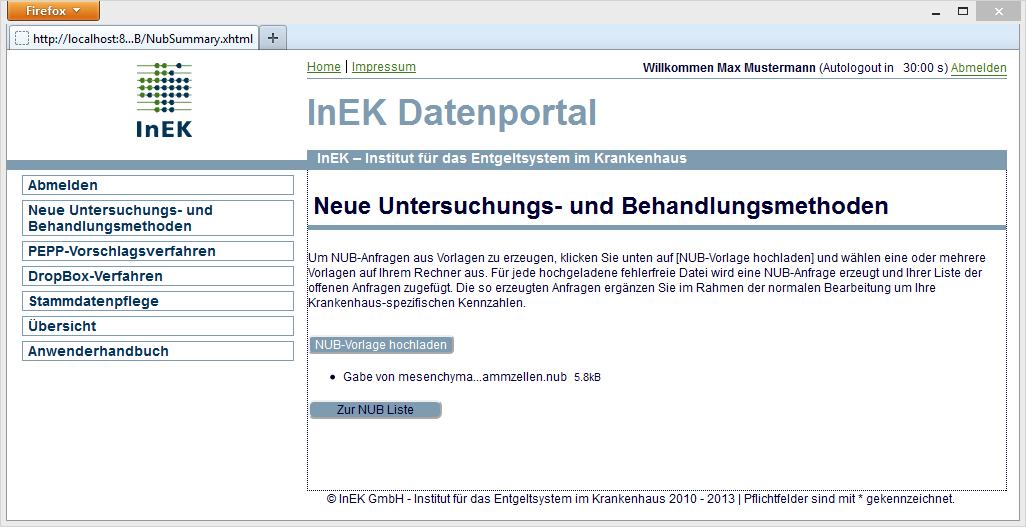 Firefox
http://localhost:8...B/NubSummary.xhtml
InEK
Home | Impressum
Willkommen Max Mustermann (Autologout in 30:00 s) Abmelden
InEK Datenportal
InEK – Institut für das Entgeltsystem im Krankenhaus
Abmelden
Neue Untersuchungs- und
Behandlungsmethoden
PEPP-Vorschlagsverfahren
DropBox-Verfahren
Stammdatenpflege
Übersicht
Anwenderhandbuch
Neue Untersuchungs- und Behandlungsmethoden
Um NUB-Anfragen aus Vorlagen zu erzeugen, klicken Sie unten auf [NUB-Vorlage hochladen] und wählen eine oder mehrere
Vorlagen auf Ihrem Rechner aus. Für jede hochgeladene fehlerfreie Datei wird eine NUB-Anfrage erzeugt und Ihrer Liste der
offenen Anfragen zugefügt. Die so erzeugten Anfragen ergänzen Sie im Rahmen der normalen Bearbeitung um Ihre
Krankenhaus-spezifischen Kennzahlen.
NUB-Vorlage hochladen
• Gabe von mesenchyma...ammzellen.nub 5.8kB
Zur NUB Liste
© InEK GmbH - Institut für das Entgeltsystem im Krankenhaus 2010 - 2013 | Pflichtfelder sind mit * gekennzeichnet.